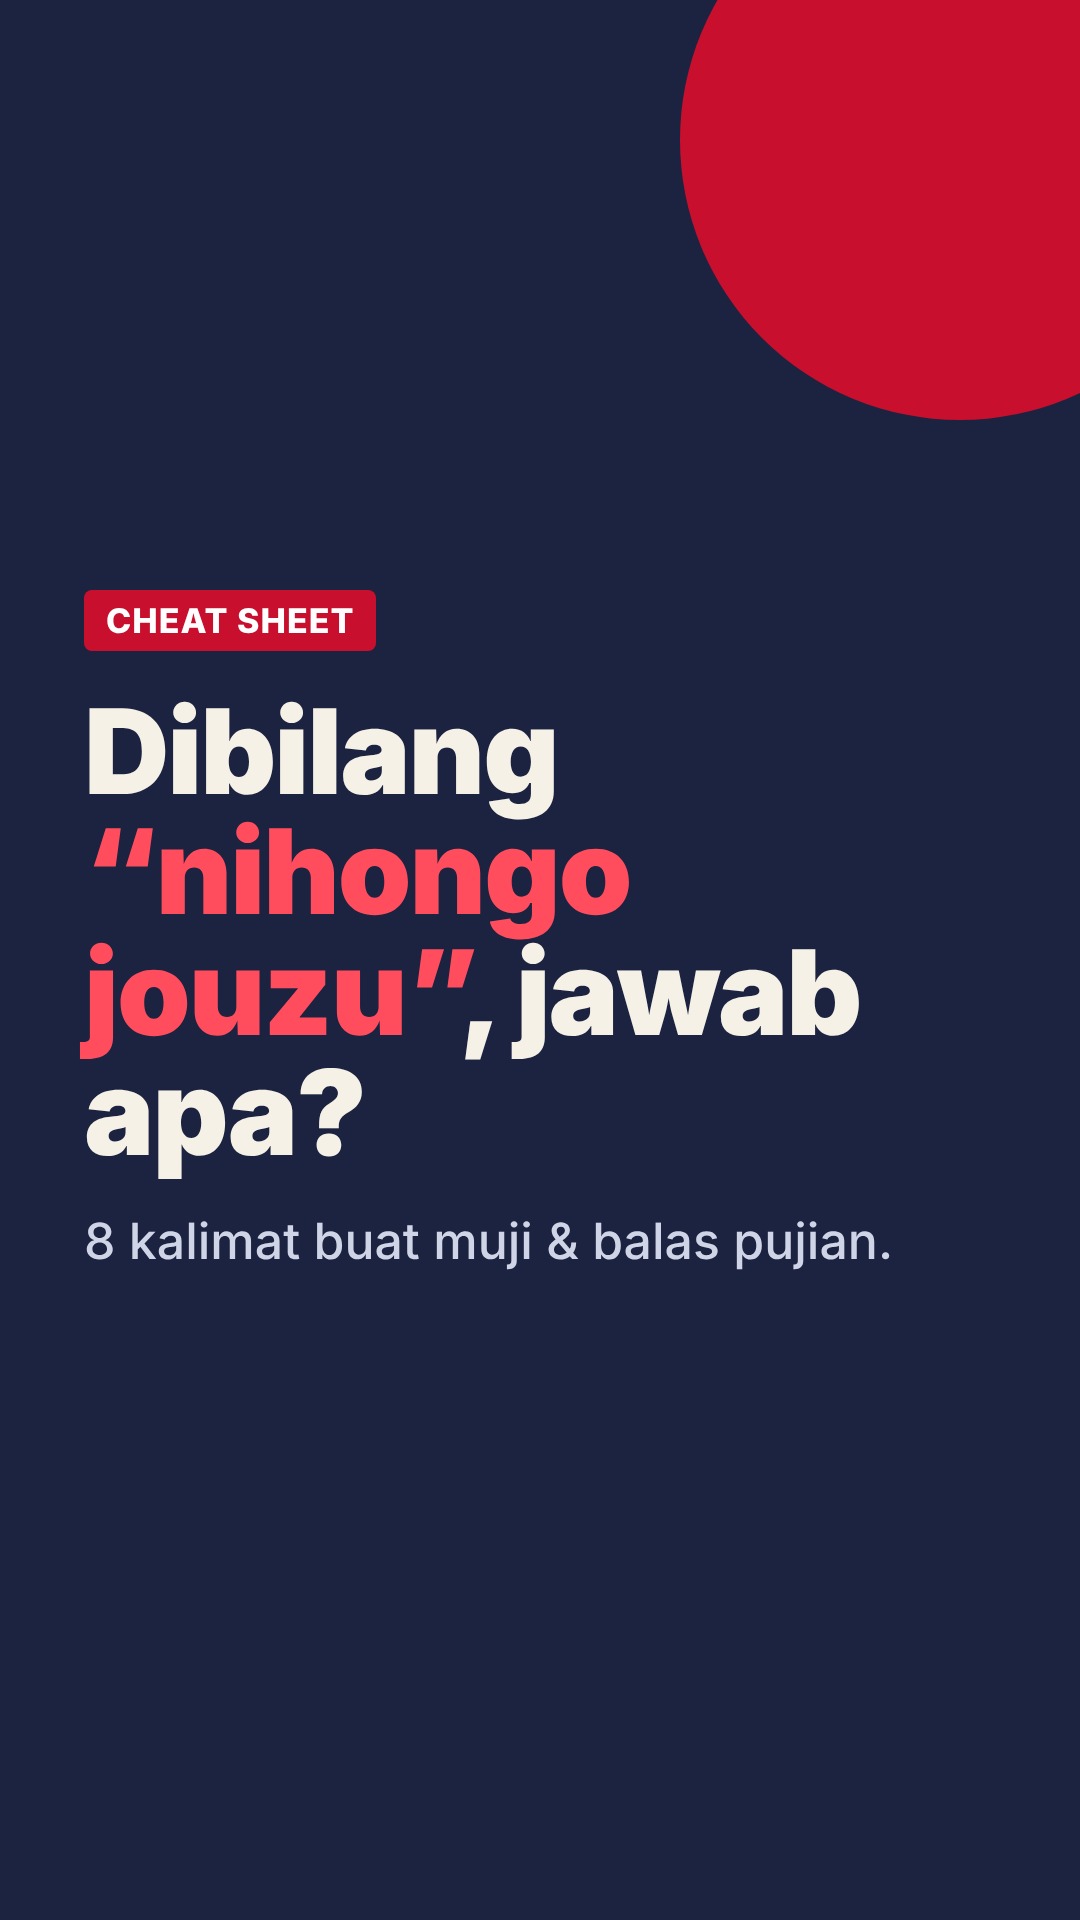 CHEAT SHEET
Dibilang
“nihongo
jouzu”, jawab
apa?
8 kalimat buat muji & balas pujian.